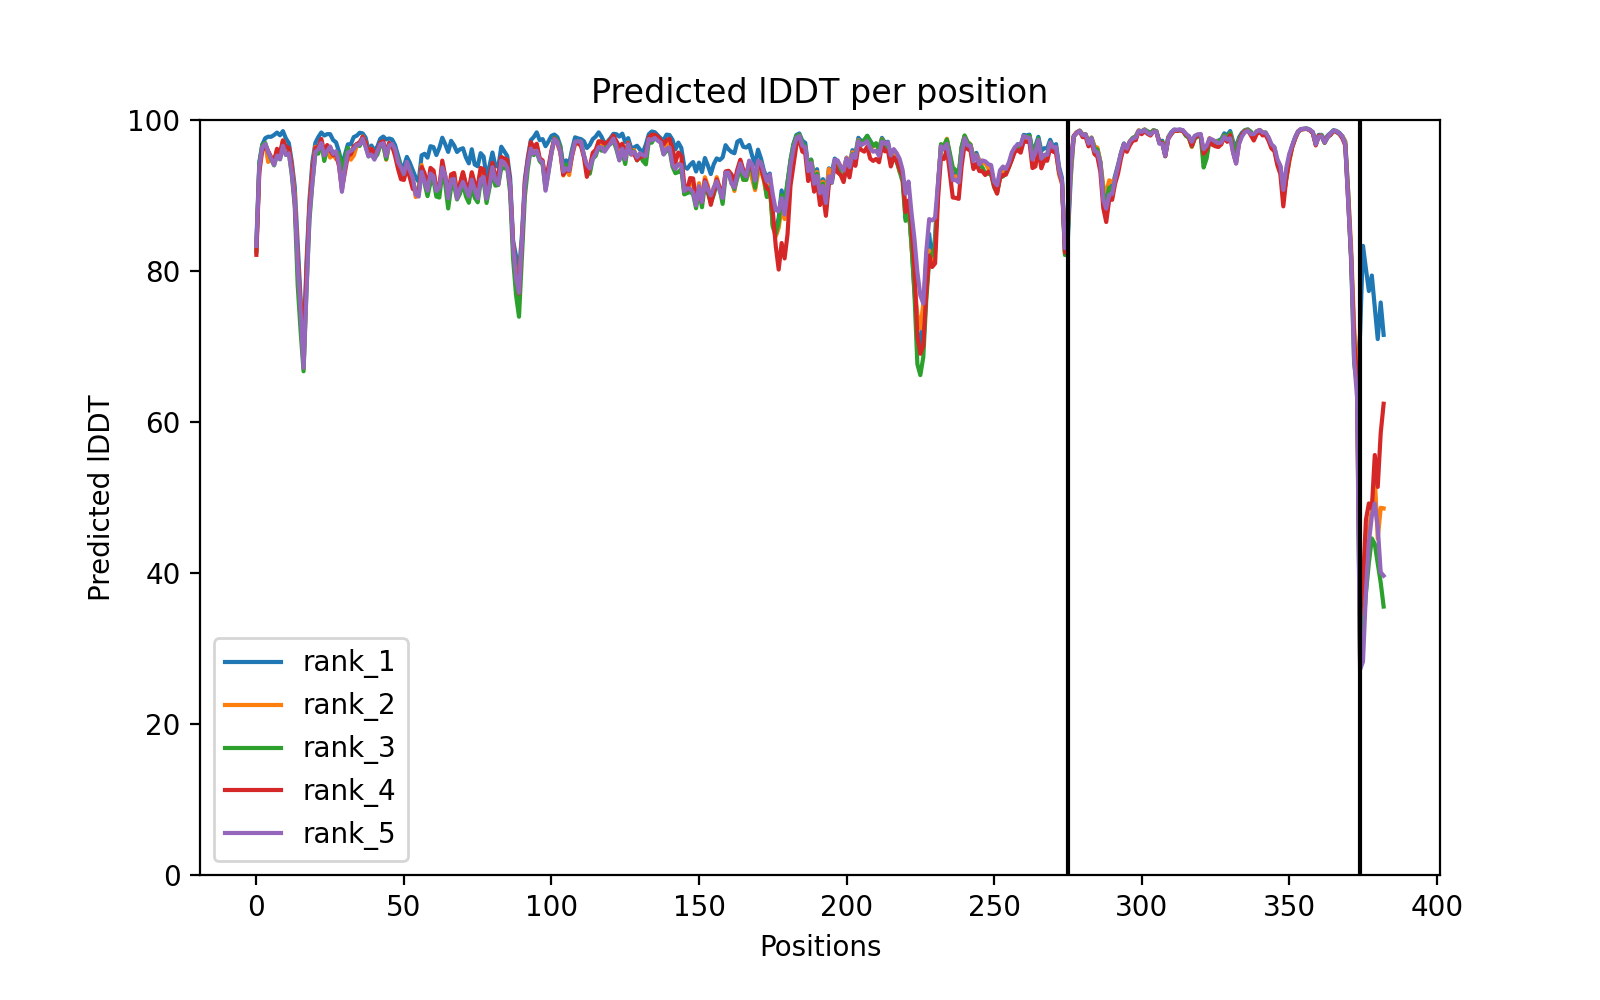 Predicted lDDT per position
100
80
60
40
20
0
Predicted lDDT
rank_1
rank_2
rank_3
rank_4
rank_5
0 50 100 150 200 250 300 350 400
Positions